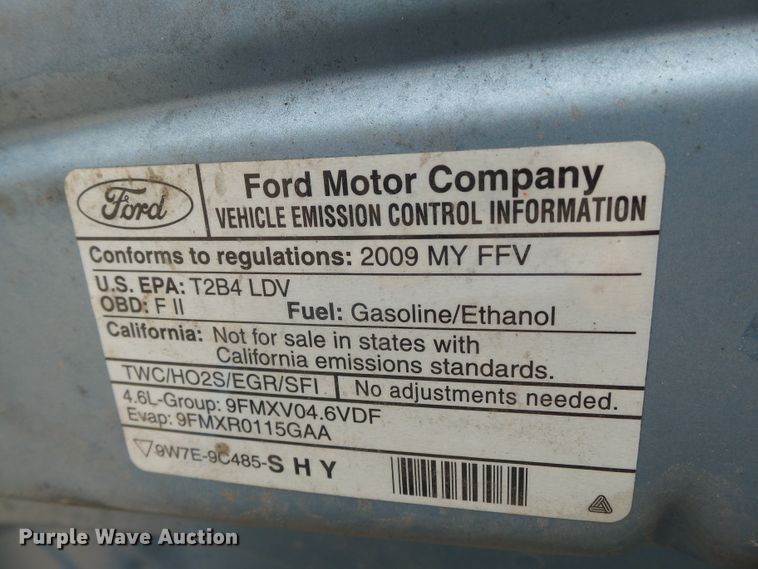 Ford
Ford Motor Company
VEHICLE EMISSION CONTROL INFORMATION
Conforms to regulations: 2009 MY FFV
U.S. EPA: T2B4 LDV
OBD: F II Fuel: Gasoline/Ethanol
California: Not for sale in states with
California emissions standards.
TWC/HO2S/EGR/SFI No adjustments needed.
4.6L-Group: 9FMXV04.6VDF
Evap: 9FMXR0115GAA
9W7E-9C485-S H Y
Purple Wave Auction